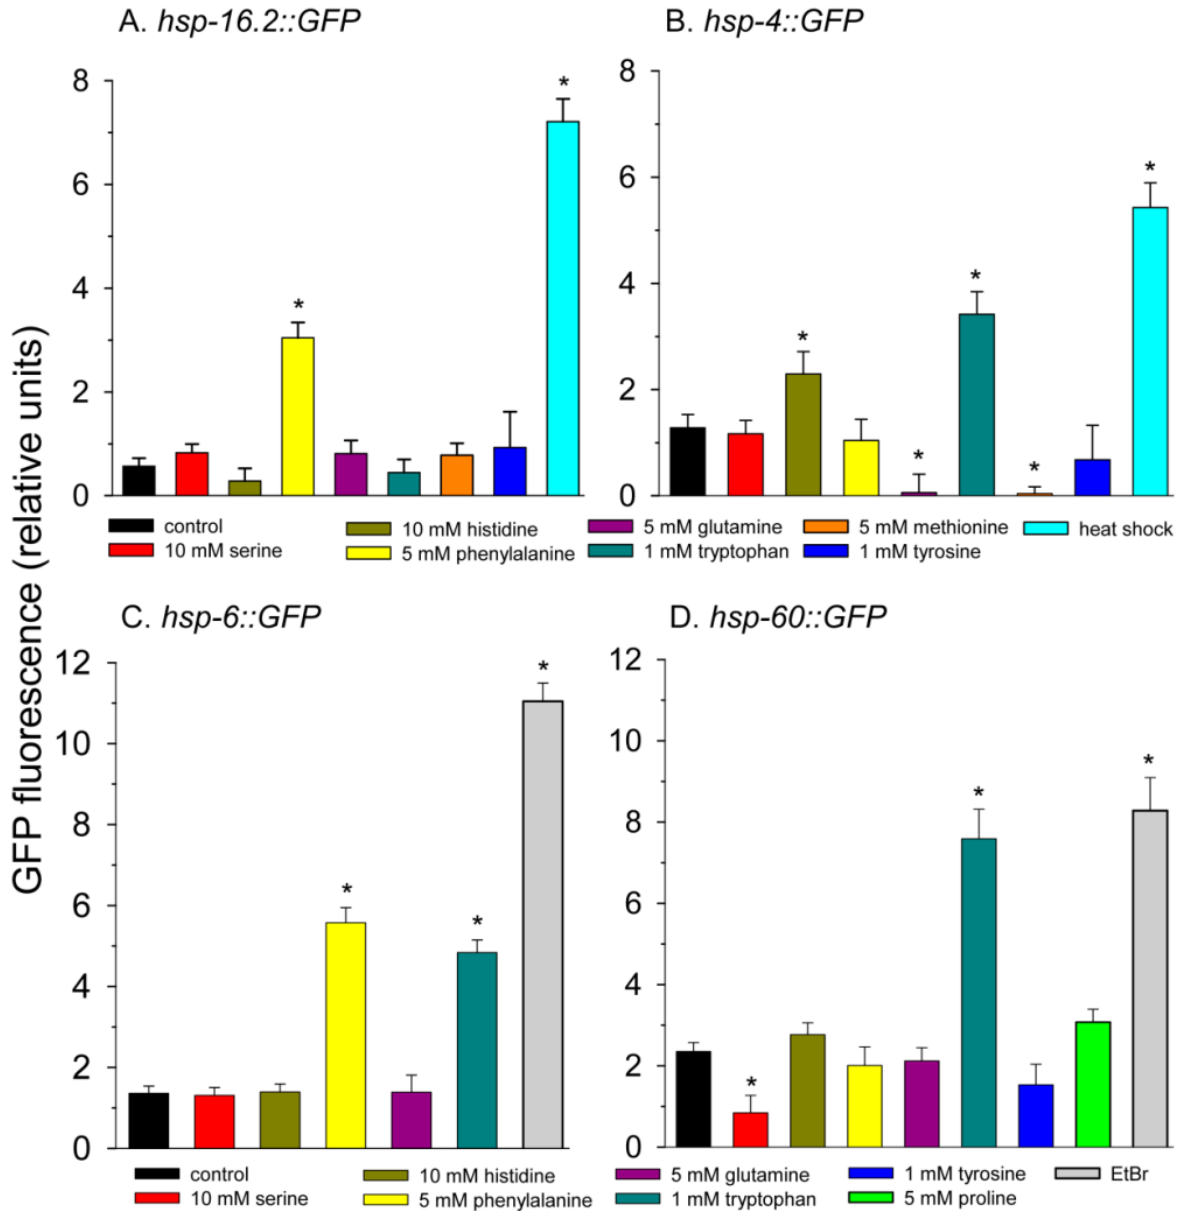 A. hsp-16.2::GFP
B. hsp-4::GFP
GFP fluorescence (relative units)
8
6
4
2
0
*
*
8
6
4
2
0
*
*
*
*
*
control
10 mM serine
10 mM histidine
5 mM phenylalanine
5 mM glutamine
1 mM tryptophan
5 mM methionine
1 mM tyrosine
heat shock
C. hsp-6::GFP
D. hsp-60::GFP
12
10
8
6
4
2
0
*
*
*
12
10
8
6
4
2
0
*
*
*
control
10 mM serine
10 mM histidine
5 mM phenylalanine
5 mM glutamine
1 mM tryptophan
1 mM tyrosine
5 mM proline
EtBr